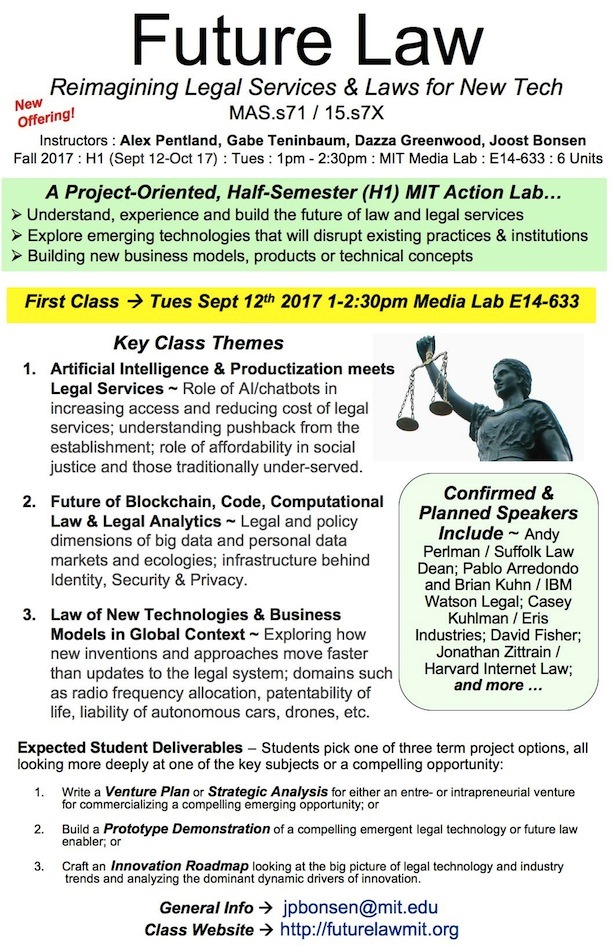 Future Law
Reimagining Legal Services & Laws for New Tech
New
Offering!
MAS.s71 / 15.s7X
Instructors : Alex Pentland, Gabe Teninbaum, Dazza Greenwood, Joost Bonsen
Fall 2017 : H1 (Sept 12-Oct 17) : Tues : 1pm - 2:30pm : MIT Media Lab : E14-633 : 6 Units
A Project-Oriented, Half-Semester (H1) MIT Action Lab…
➢ Understand, experience and build the future of law and legal services
➢ Explore emerging technologies that will disrupt existing practices & institutions
➢ Building new business models, products or technical concepts
First Class → Tues Sept 12th 2017 1-2:30pm Media Lab E14-633
Key Class Themes
1. Artificial Intelligence & Productization meets
Legal Services ~ Role of AI/chatbots in
increasing access and reducing cost of legal
services; understanding pushback from the
establishment; role of affordability in social
justice and those traditionally under-served.
2. Future of Blockchain, Code, Computational
Law & Legal Analytics ~ Legal and policy
dimensions of big data and personal data
markets and ecologies; infrastructure behind
Identity, Security & Privacy.
3. Law of New Technologies & Business
Models in Global Context ~ Exploring how
new inventions and approaches move faster
than updates to the legal system; domains such
as radio frequency allocation, patentability of
life, liability of autonomous cars, drones, etc.
Confirmed &
Planned Speakers
Include ~ Andy
Perlman / Suffolk Law
Dean; Pablo Arredondo
and Brian Kuhn / IBM
Watson Legal; Casey
Kuhlman / Eris
Industries; David Fisher;
Jonathan Zittrain /
Harvard Internet Law;
and more …
Expected Student Deliverables – Students pick one of three term project options, all
looking more deeply at one of the key subjects or a compelling opportunity:
1. Write a Venture Plan or Strategic Analysis for either an entre- or intrapreneurial venture
for commercializing a compelling emerging opportunity; or
2. Build a Prototype Demonstration of a compelling emergent legal technology or future law
enabler; or
3. Craft an Innovation Roadmap looking at the big picture of legal technology and industry
trends and analyzing the dominant dynamic drivers of innovation.
General Info → jpbonsen@mit.edu
Class Website → http://futurelawmit.org